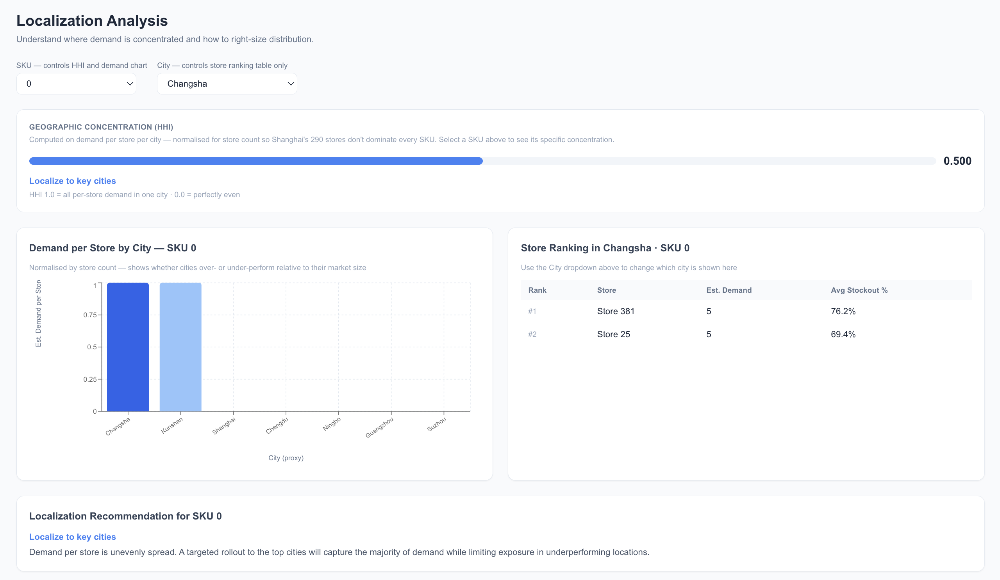 Localization Analysis
Understand where demand is concentrated and how to right-size distribution.
SKU — controls HHI and demand chart
City — controls store ranking table only
0
Changsha
GEOGRAPHIC CONCENTRATION (HHI)
Computed on demand per store per city — normalised for store count so Shanghai's 290 stores don't dominate every SKU. Select a SKU above to see its specific concentration.
0.500
Localize to key cities
HHI 1.0 = all per-store demand in one city · 0.0 = perfectly even
Demand per Store by City — SKU 0
Normalised by store count — shows whether cities over- or under-perform relative to their market size
Est. Demand per Stor
1
0.75
0.5
0.25
0
Changsha
Kunshan
Shanghai
Chengdu
Ningbo
Guangzhou
Suzhou
City (proxy)
Store Ranking in Changsha · SKU 0
Use the City dropdown above to change which city is shown here
Rank Store Est. Demand Avg Stockout %
#1 Store 381 5 76.2%
#2 Store 25 5 69.4%
Localization Recommendation for SKU 0
Localize to key cities
Demand per store is unevenly spread. A targeted rollout to the top cities will capture the majority of demand while limiting exposure in underperforming locations.